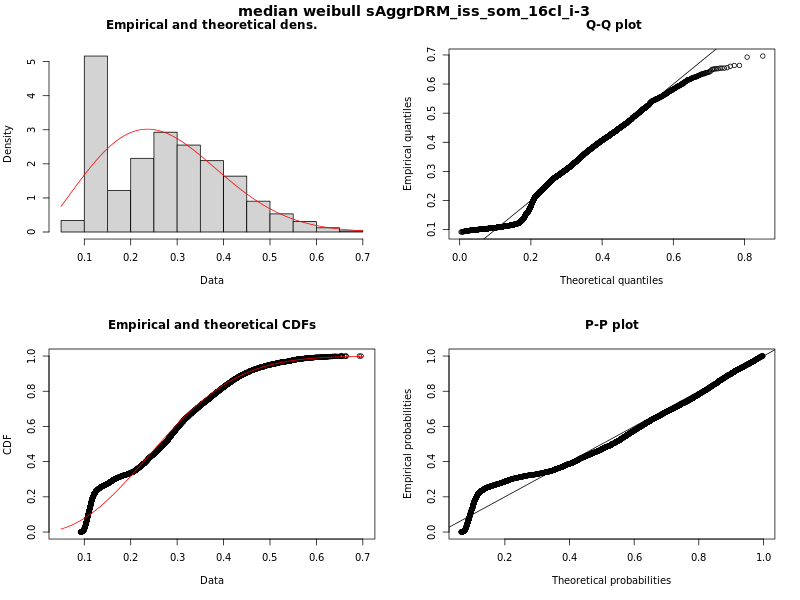 median weibull sAggrDRM_iss_som_16cl_i-3
Empirical and theoretical dens.
Density
0 1 2 3 4 5
0.1 0.2 0.3 0.4 0.5 0.6 0.7
Data
Q-Q plot
Empirical quantiles
0.1 0.2 0.3 0.4 0.5 0.6 0.7
0.0 0.2 0.4 0.6 0.8
Theoretical quantiles
Empirical and theoretical CDFs
CDF
0.0 0.2 0.4 0.6 0.8 1.0
0.1 0.2 0.3 0.4 0.5 0.6 0.7
Data
P-P plot
Empirical probabilities
0.0 0.2 0.4 0.6 0.8 1.0
0.2 0.4 0.6 0.8 1.0
Theoretical probabilities